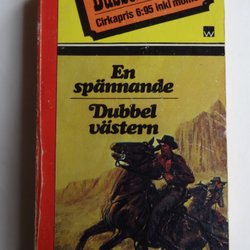 Cirkapris 6:95 inkl moms
W
En
spännande
Dubbel
västern